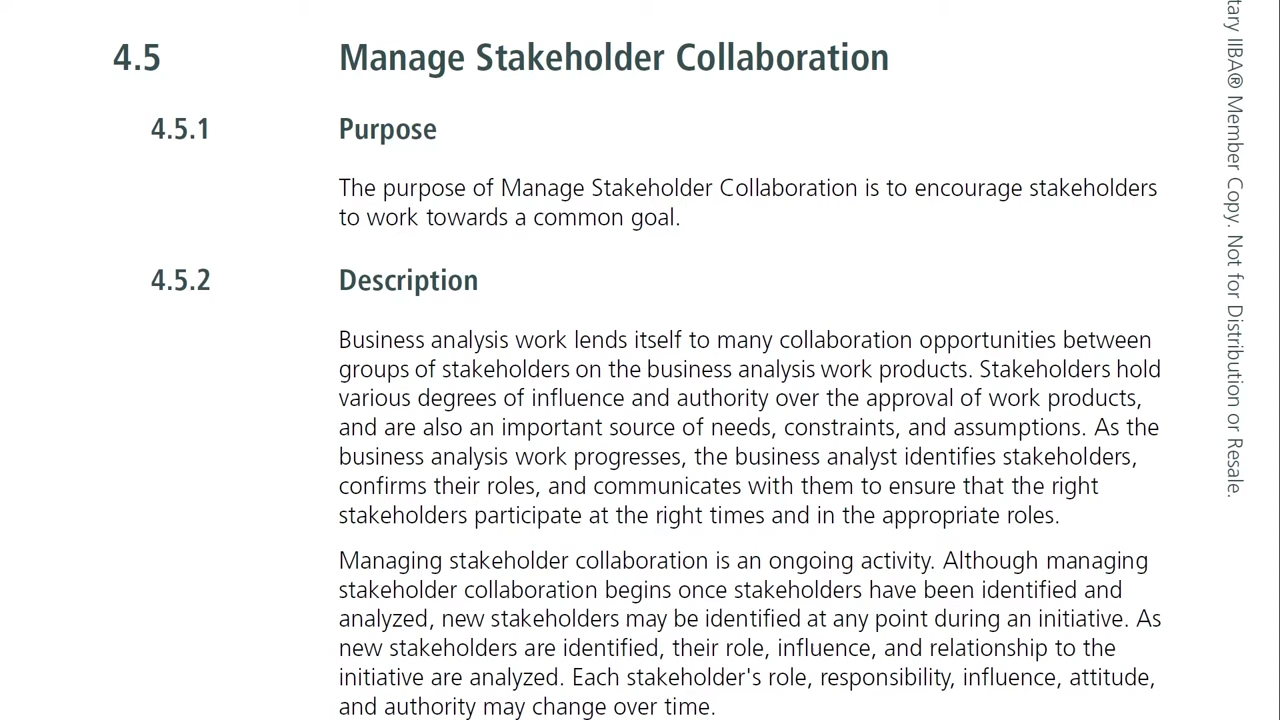 4.5 Manage Stakeholder Collaboration
4.5.1 Purpose
The purpose of Manage Stakeholder Collaboration is to encourage stakeholders
to work towards a common goal.
4.5.2 Description
Business analysis work lends itself to many collaboration opportunities between
groups of stakeholders on the business analysis work products. Stakeholders hold
various degrees of influence and authority over the approval of work products,
and are also an important source of needs, constraints, and assumptions. As the
business analysis work progresses, the business analyst identifies stakeholders,
confirms their roles, and communicates with them to ensure that the right
stakeholders participate at the right times and in the appropriate roles.
Managing stakeholder collaboration is an ongoing activity. Although managing
stakeholder collaboration begins once stakeholders have been identified and
analyzed, new stakeholders may be identified at any point during an initiative. As
new stakeholders are identified, their role, influence, and relationship to the
initiative are analyzed. Each stakeholder's role, responsibility, influence, attitude,
and authority may change over time.
IIBA® Member Copy. Not for Distribution or Resale.